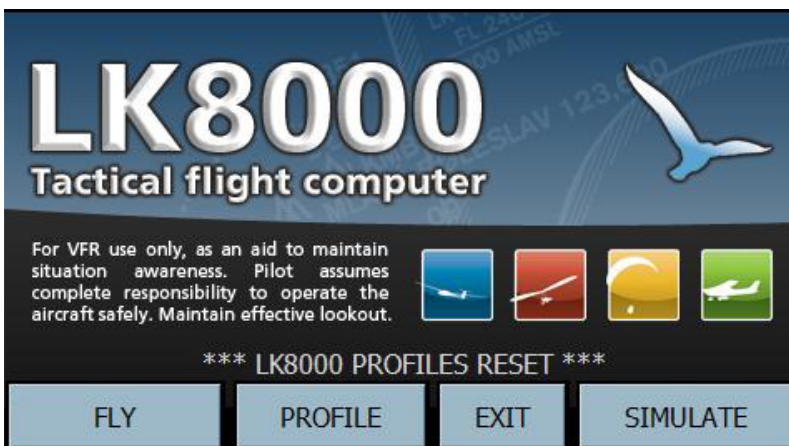 LK8000
Tactical flight computer
For VFR use only, as an aid to maintain
situation awareness. Pilot assumes
complete responsibility to operate the
aircraft safely. Maintain effective lookout.
*** LK8000 PROFILES RESET ***
FLY PROFILE EXIT SIMULATE